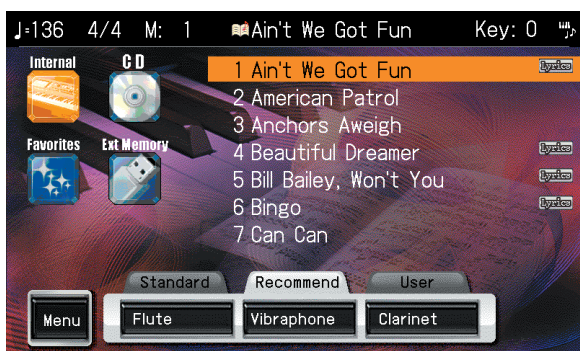 ♩=136 4/4 M: 1 Ain't We Got Fun Key: 0
Internal CD
Favorites Ext Memory
1 Ain't We Got Fun Lyrics
2 American Patrol
3 Anchors Aweigh
4 Beautiful Dreamer Lyrics
5 Bill Bailey, Won't You Lyrics
6 Bingo Lyrics
7 Can Can
Standard Recommend User
Menu Flute Vibraphone Clarinet